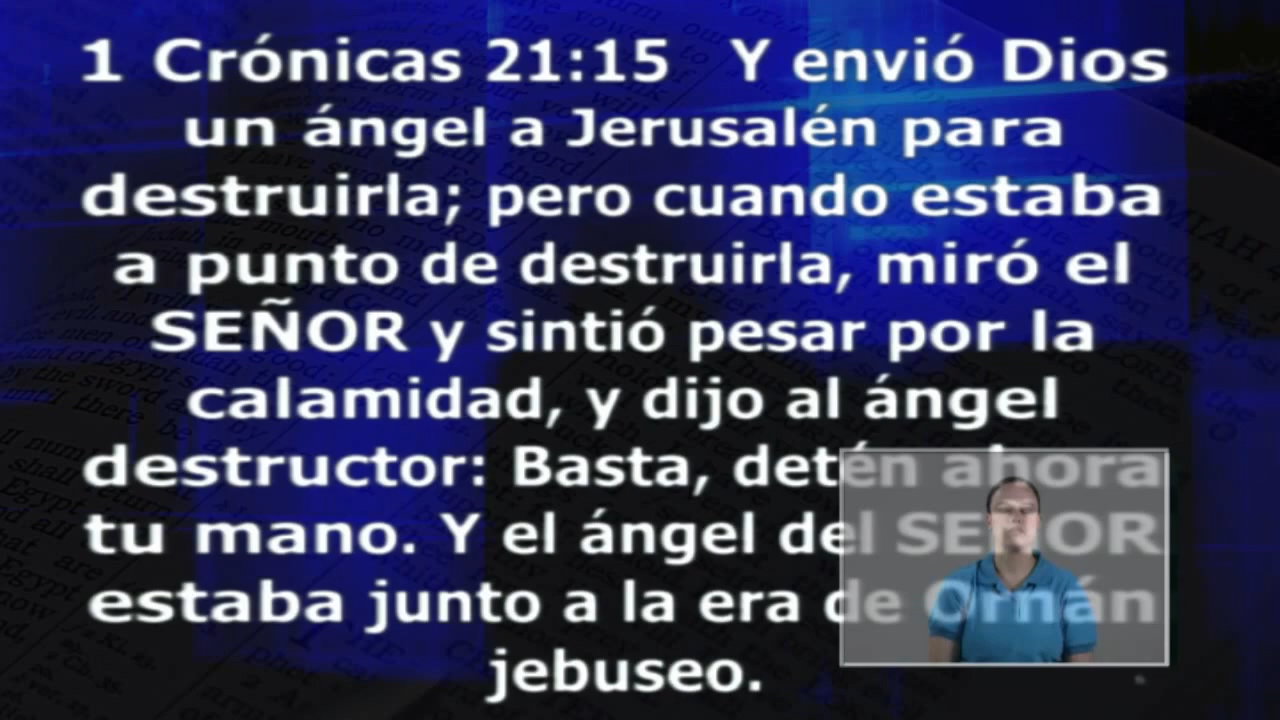 1 Crónicas 21:15 Y envió Dios
un ángel a Jerusalén para
destruirla; pero cuando estaba
a punto de destruirla, miró el
SEÑOR y sintió pesar por la
calamidad, y dijo al ángel
destructor: Basta, detén ahora
tu mano. Y el ángel del SEÑOR
estaba junto a la era de Ornán
jebuseo.